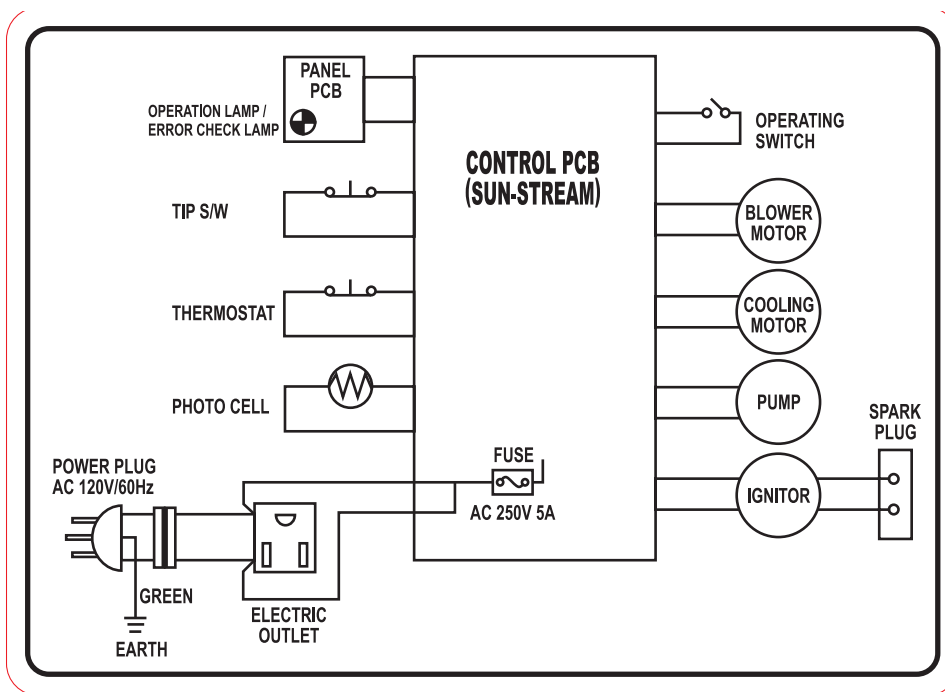 PANEL
PCB
OPERATION LAMP /
ERROR CHECK LAMP
TIP S/W
THERMOSTAT
PHOTO CELL
CONTROL PCB
(SUN-STREAM)
FUSE
AC 250V 5A
OPERATING
SWITCH
BLOWER
MOTOR
COOLING
MOTOR
PUMP
IGNITOR
SPARK
PLUG
POWER PLUG
AC 120V/60Hz
GREEN
EARTH
ELECTRIC
OUTLET